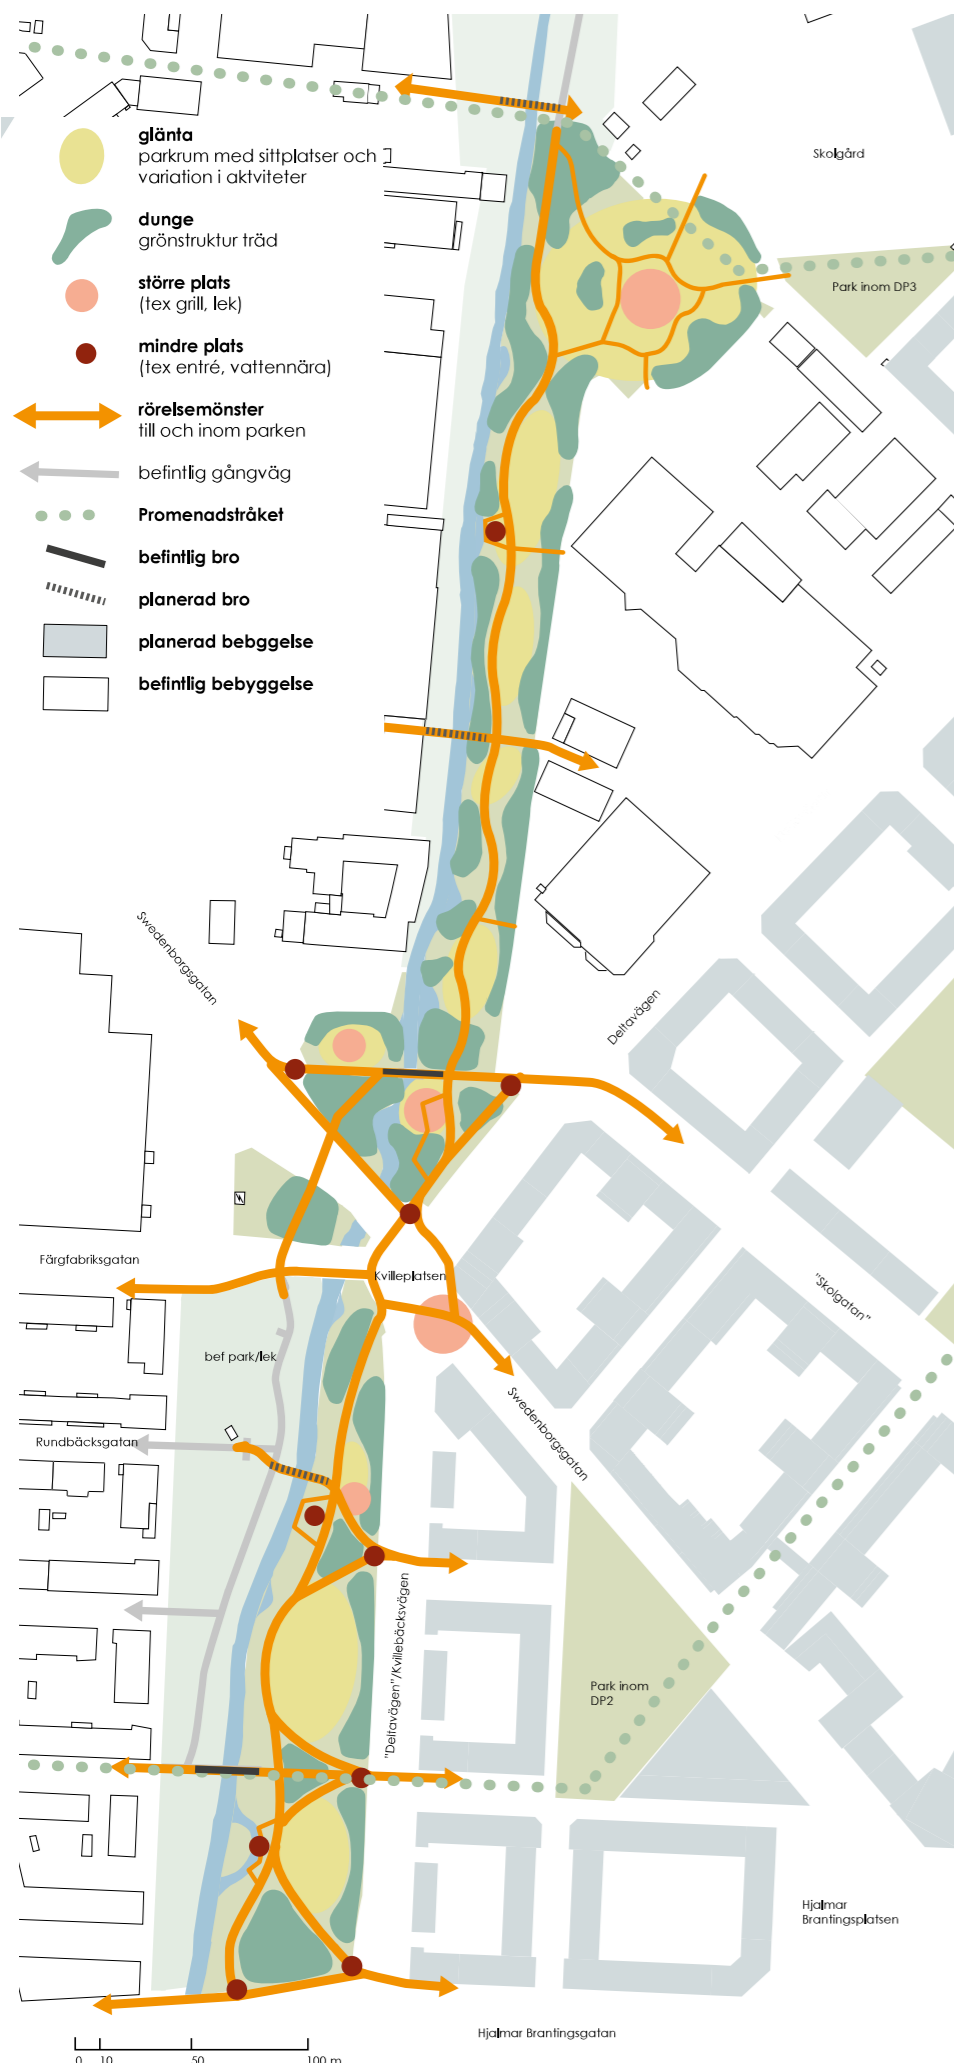 Skolgård
glänta
parkrum med sittplatser och
variation i aktviteter
dunge
grönstruktur träd
större plats
(tex grill, lek)
Park inom DP3
mindre plats
(tex entré, vattennära)
rörelsemönster
till och inom parken
befintlig gångväg
Promenadstråket
befintlig bro
planerad bro
planerad bebggelse
befintlig bebyggelse
Swedenborgsgatan
Deltavägen
Färgfabriksgatan
Kvilleplatsen
"Skolgatan"
bef park/lek
Swedenborgsgatan
Rundbäcksgatan
"Deltavägen"/Kvillebäcksvägen
Park inom
DP2
Hjalmar
Brantingsplatsen
Hjalmar Brantingsgatan
0 10 50 100 m